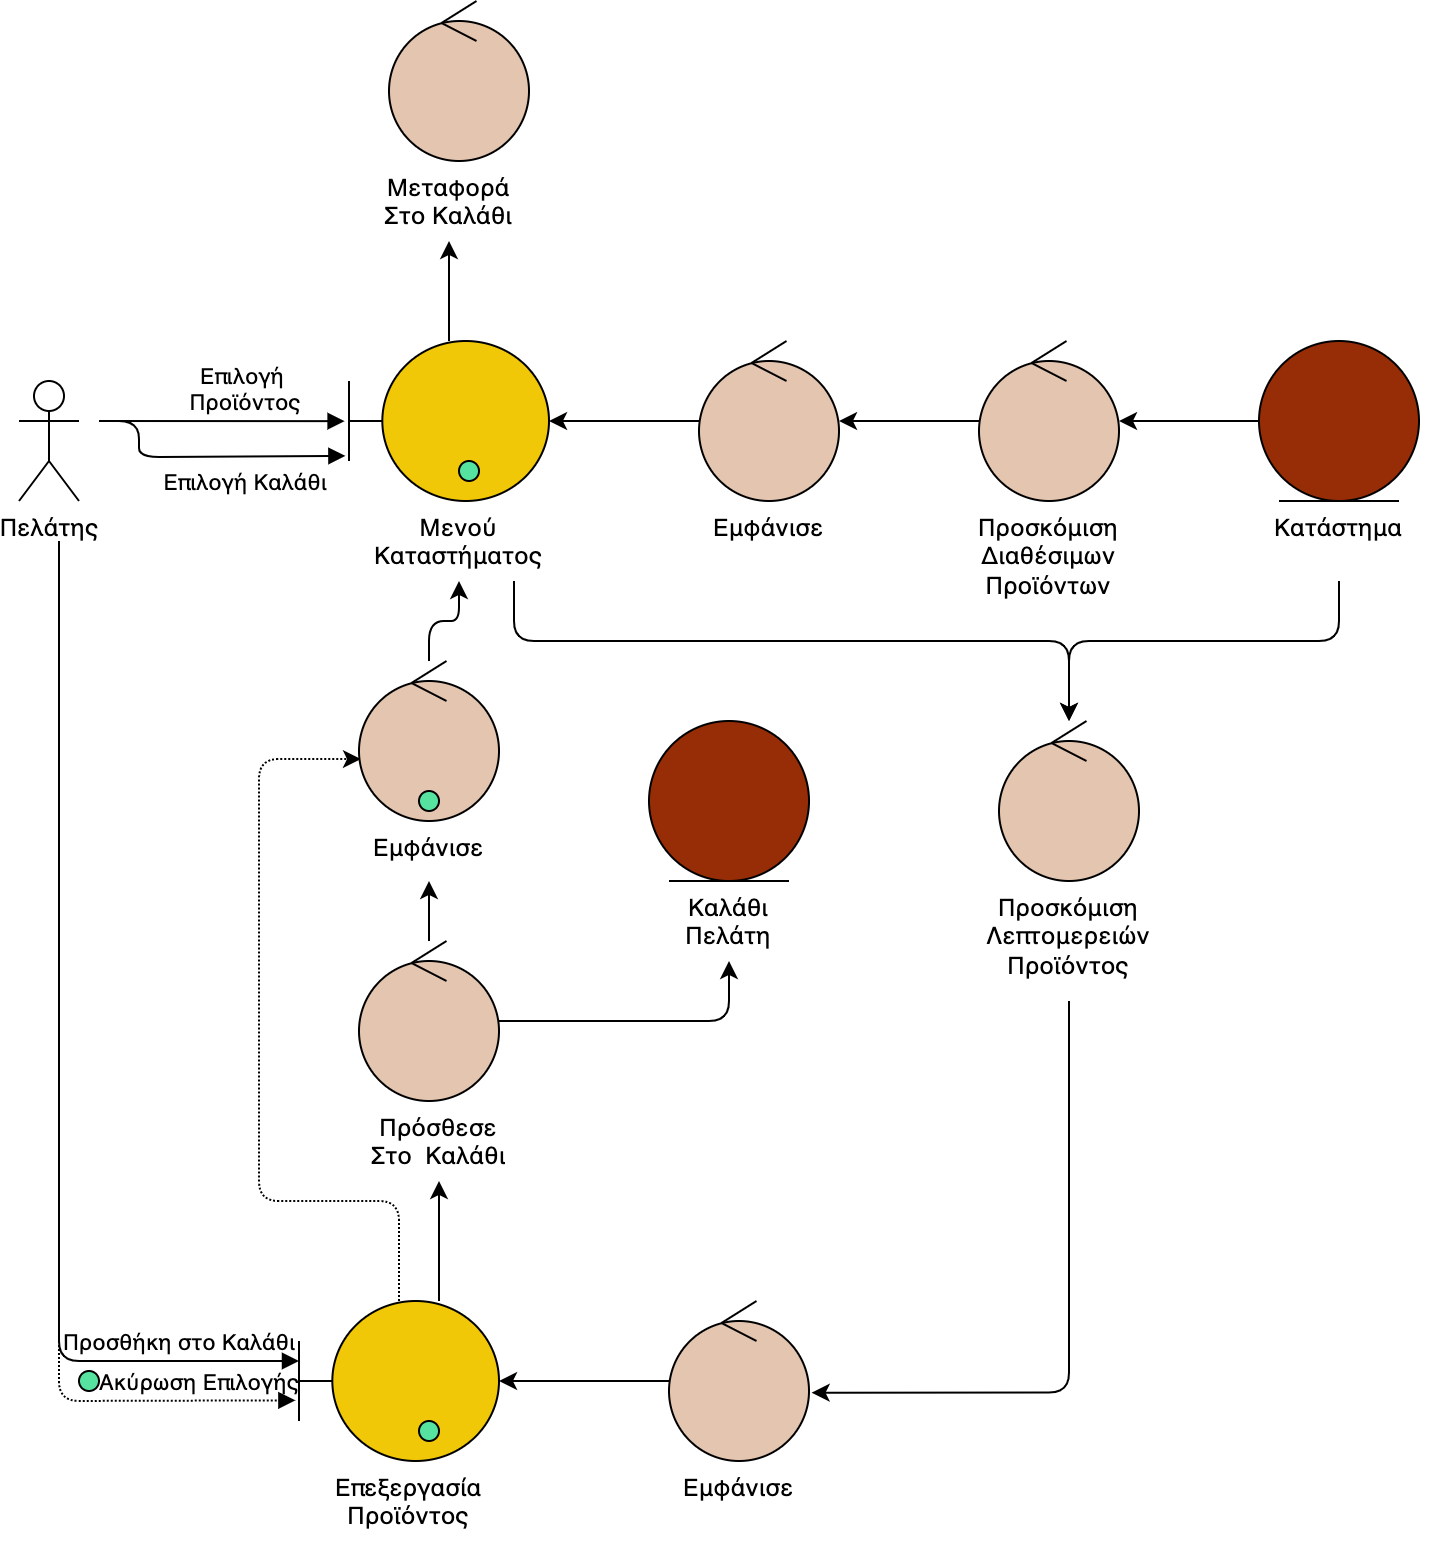 Μεταφορά
Στο Καλάθι
Επιλογή
Προϊόντος
Επιλογή Καλάθι
Πελάτης
Μενού
Καταστήματος
Εμφάνισε
Προσκόμιση
Διαθέσιμων
Προϊόντων
Κατάστημα
Εμφάνισε
Καλάθι
Πελάτη
Προσκόμιση
Λεπτομερειών
Προϊόντος
Πρόσθεσε
Στο  Καλάθι
Προσθήκη στο Καλάθι
Ακύρωση Επιλογής
Επεξεργασία
Προϊόντος
Εμφάνισε